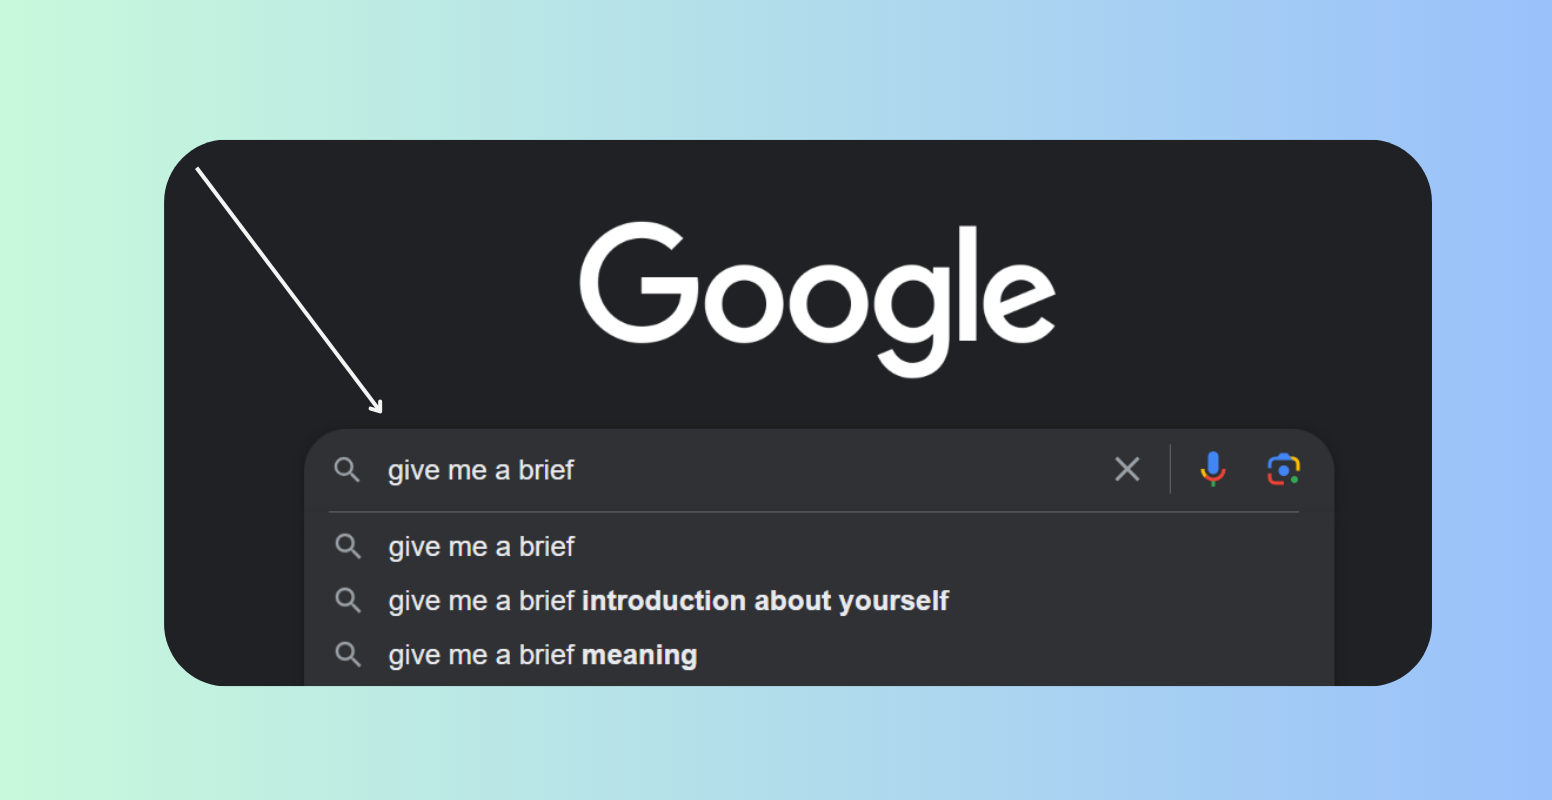 Google
give me a brief
give me a brief
give me a brief introduction about yourself
give me a brief meaning